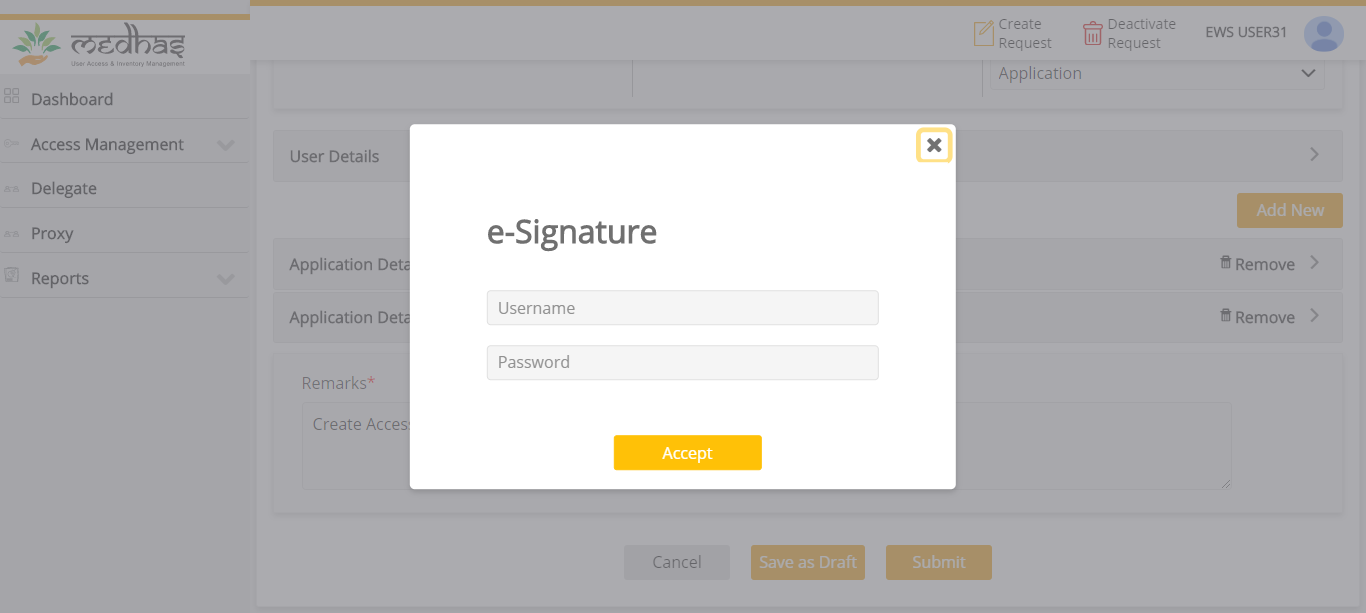 medhas
User Access & Inventory Management
Create
Request
Deactivate
Request
EWS USER31
Dashboard
Access Management
Delegate
Proxy
Reports
Application
User Details
Add New
Application Deta
Remove
Application Deta
Remove
Remarks*
Create Acces
e-Signature
Username
Password
Accept
Cancel
Save as Draft
Submit